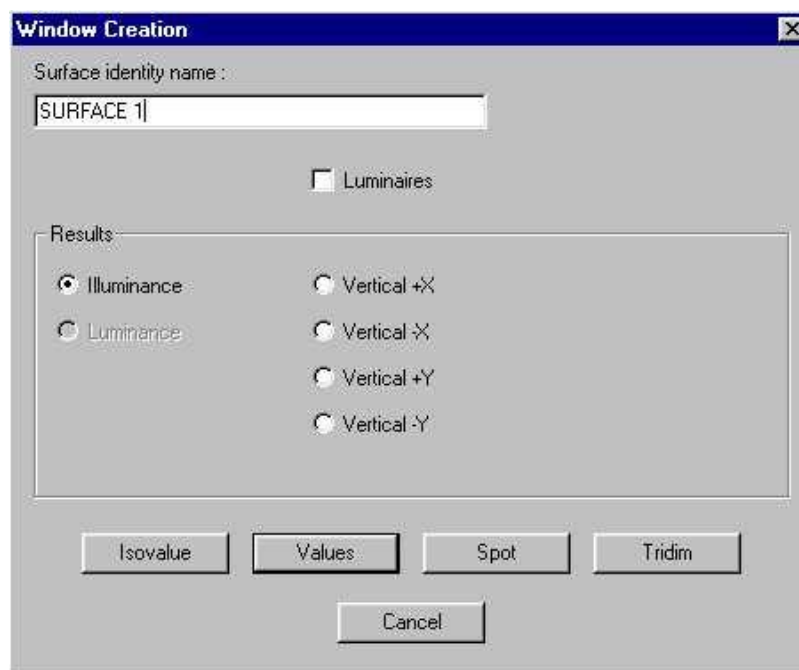 Window Creation
Surface identity name :
SURFACE 1
Luminaires
Results
Illuminance
Vertical +X
Luminance
Vertical -X
Vertical +Y
Vertical -Y
Isovalue
Values
Spot
Tridim
Cancel